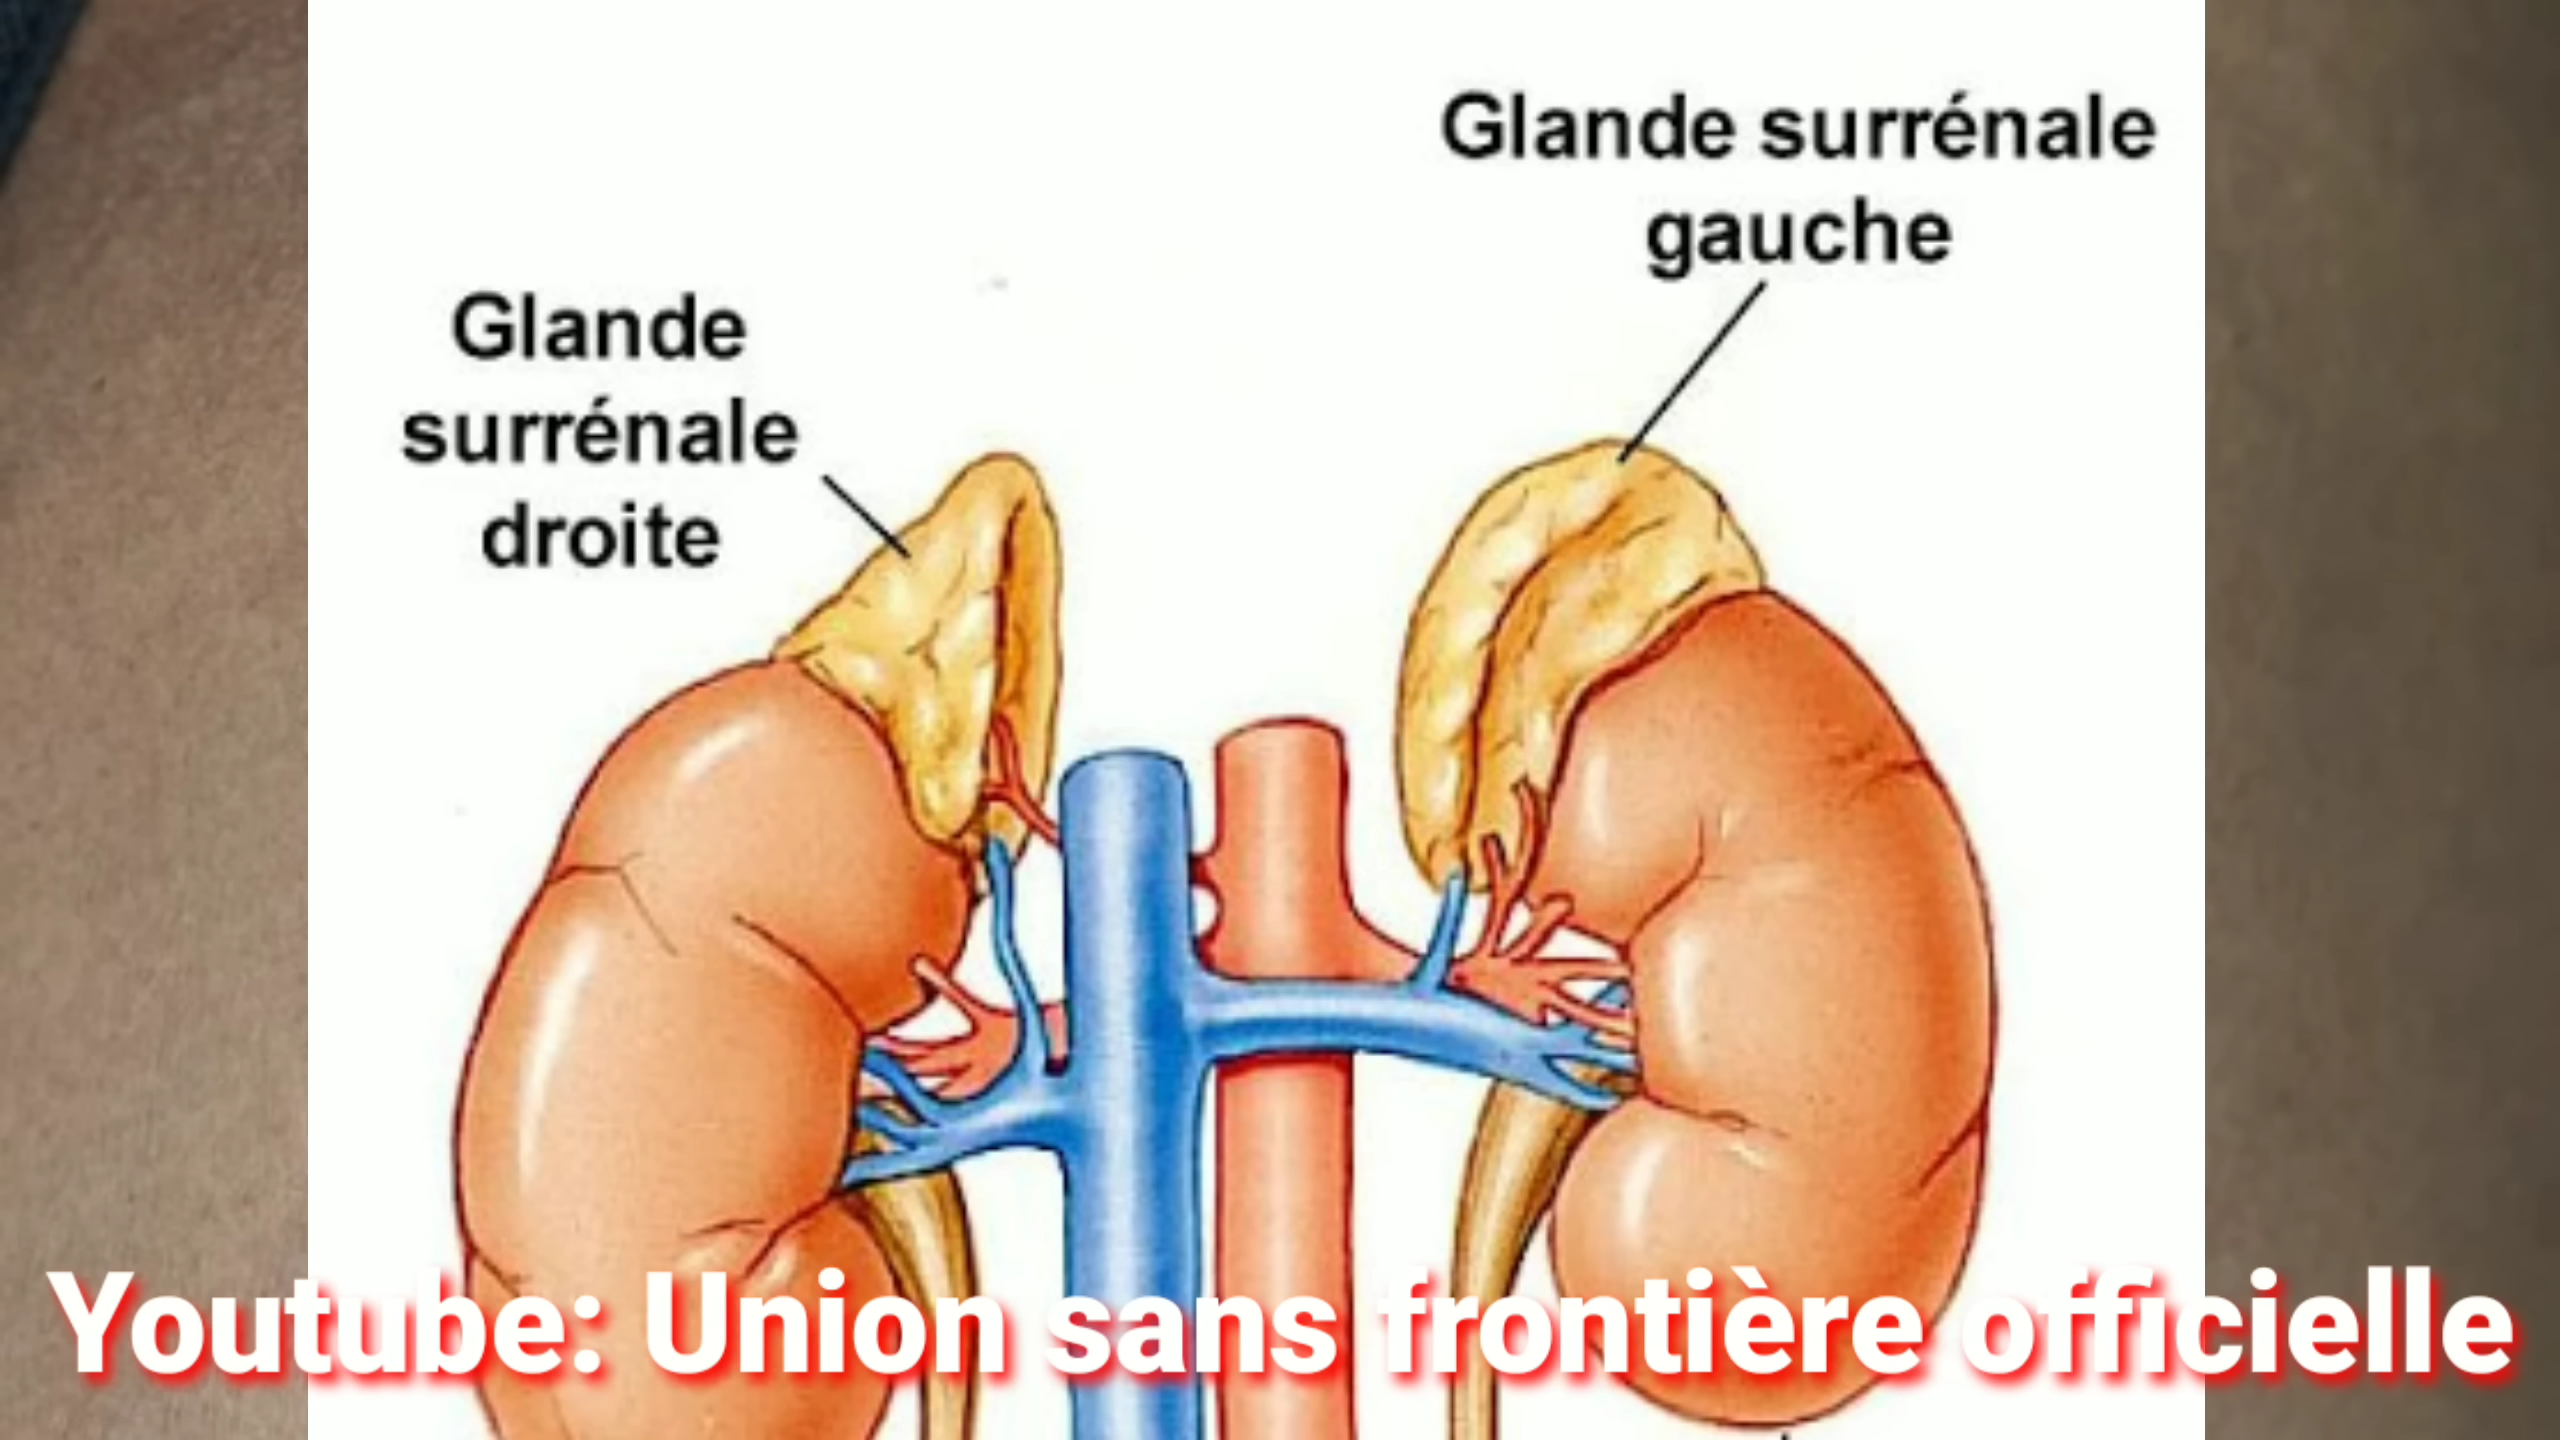 Glande surrénale
gauche
Glande
surrénale
droite
Youtube: Union sans frontière officielle